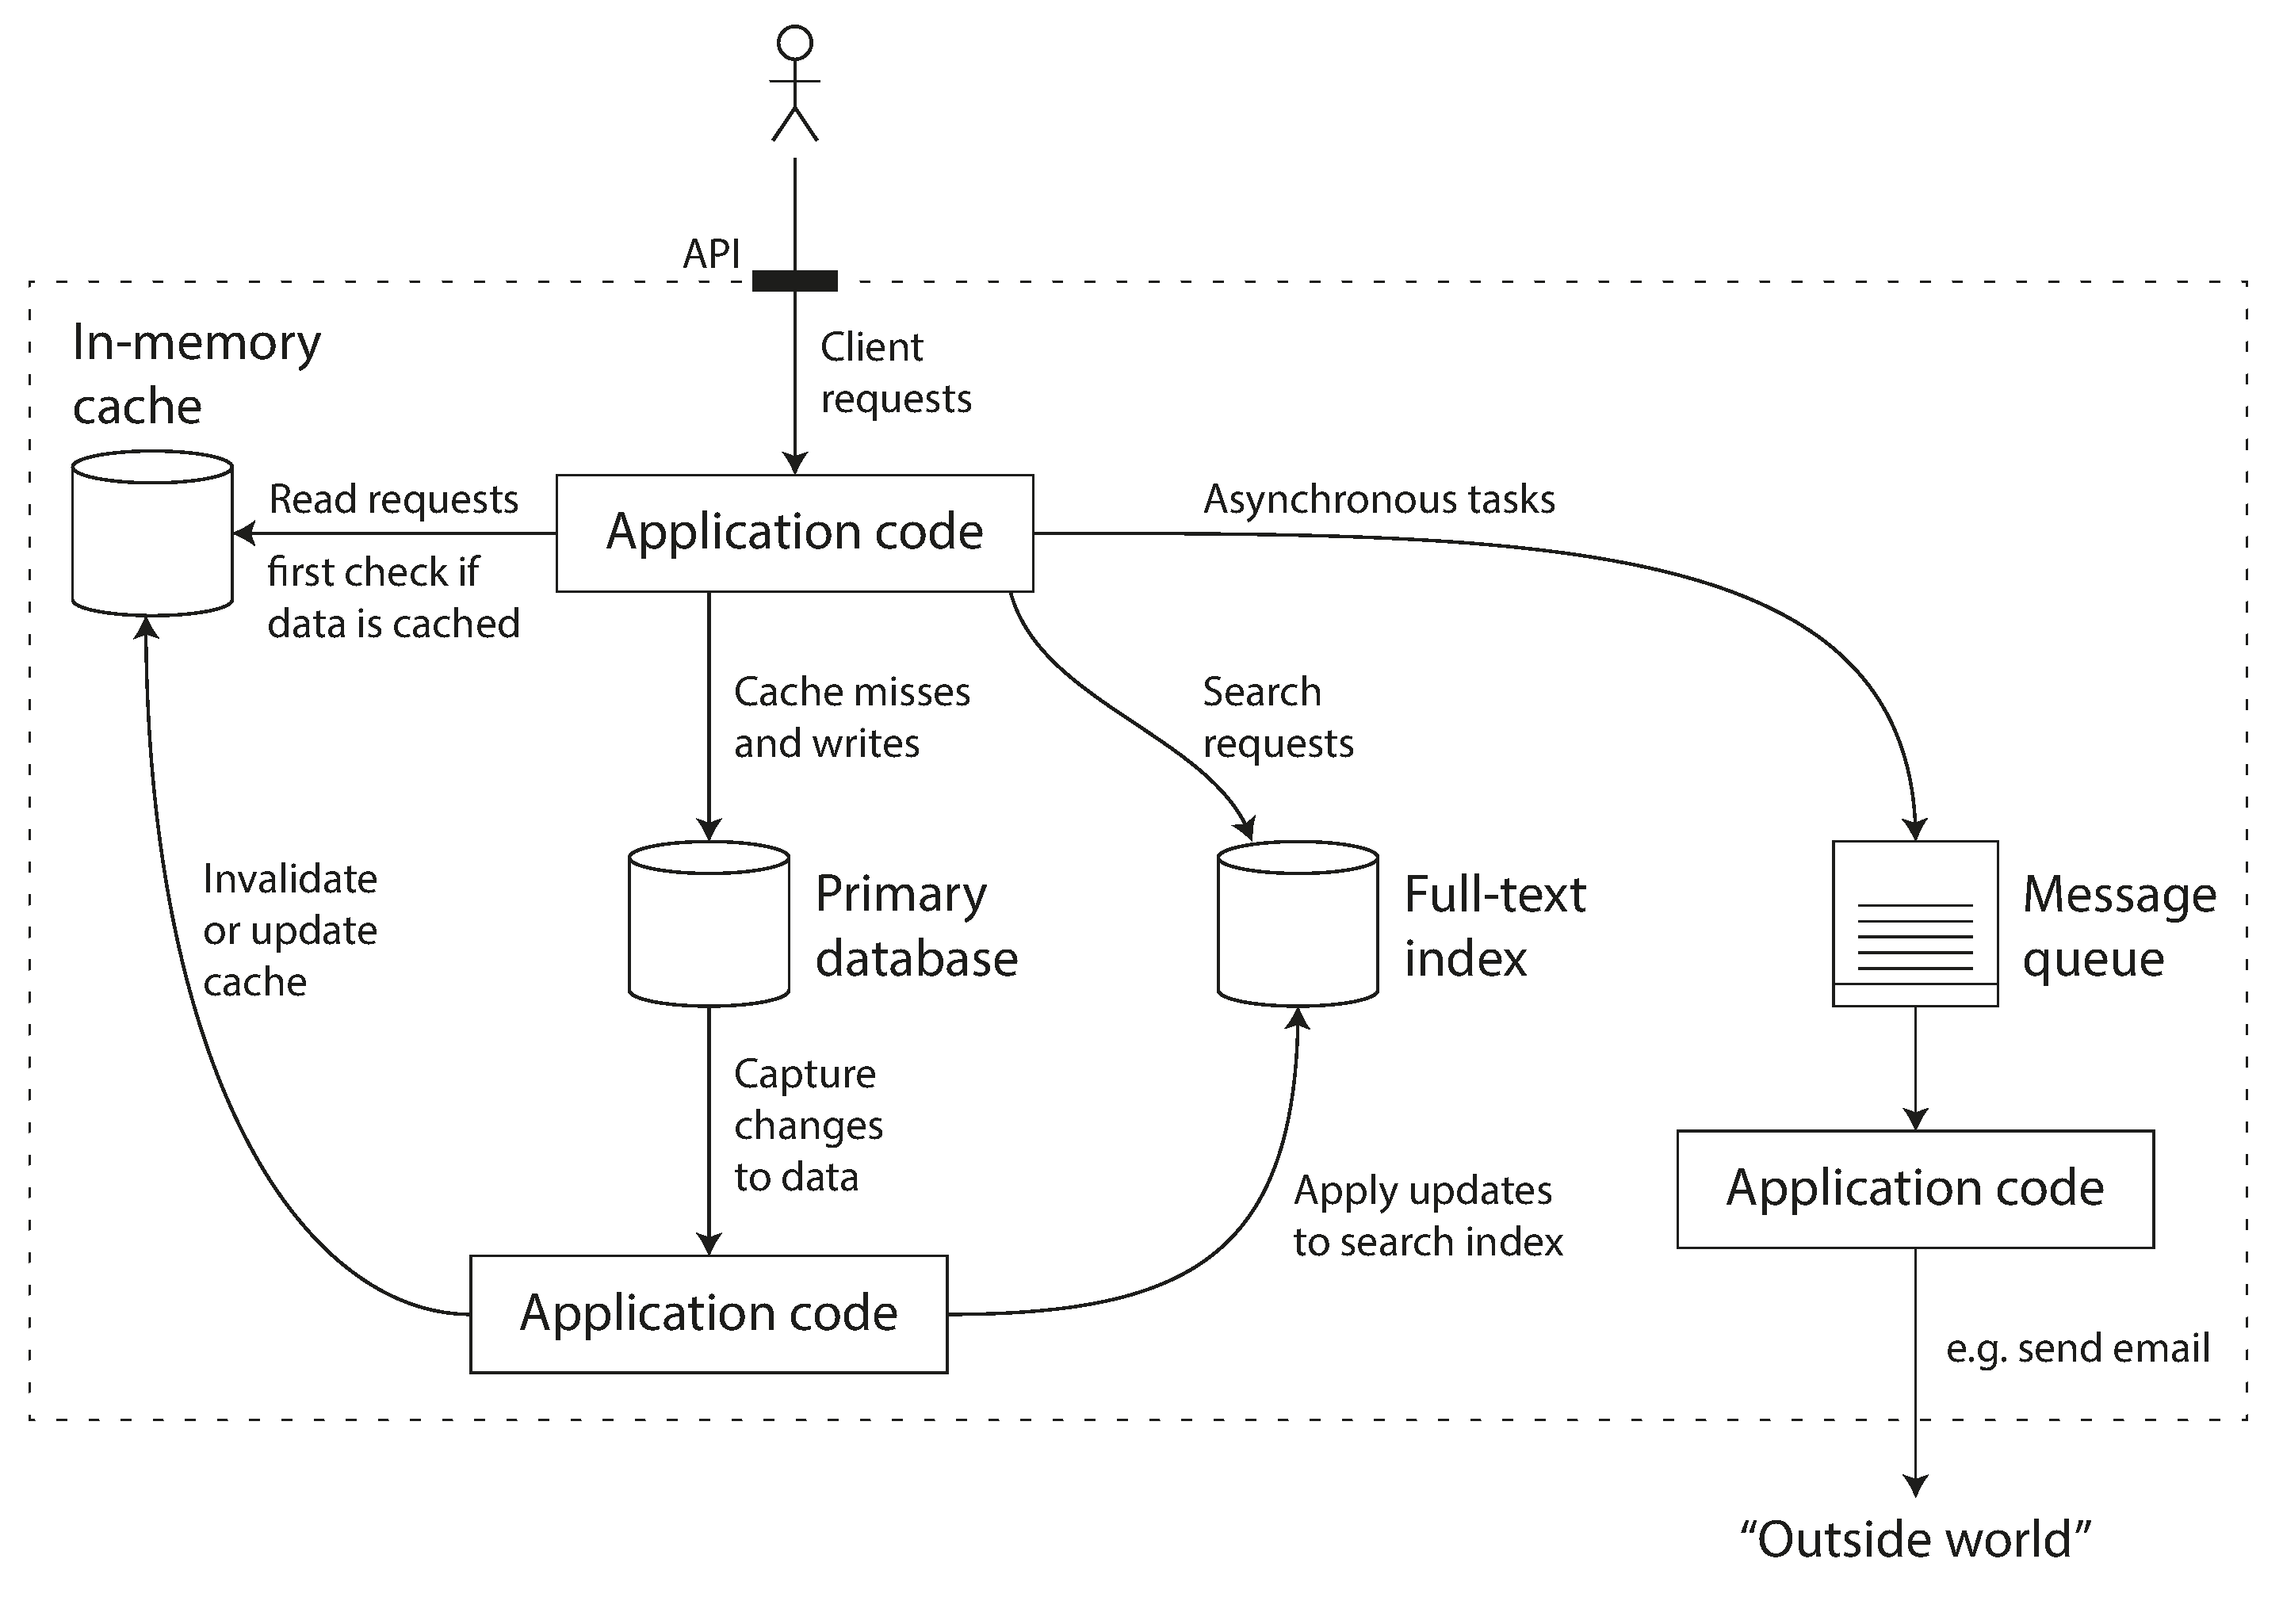 API
In-memory
cache
Client
requests
Read requests
first check if
data is cached
Application code
Asynchronous tasks
Cache misses
and writes
Search
requests
Invalidate
or update
cache
Primary
database
Full-text
index
Message
queue
Capture
changes
to data
Apply updates
to search index
Application code
Application code
e.g. send email
“Outside world”